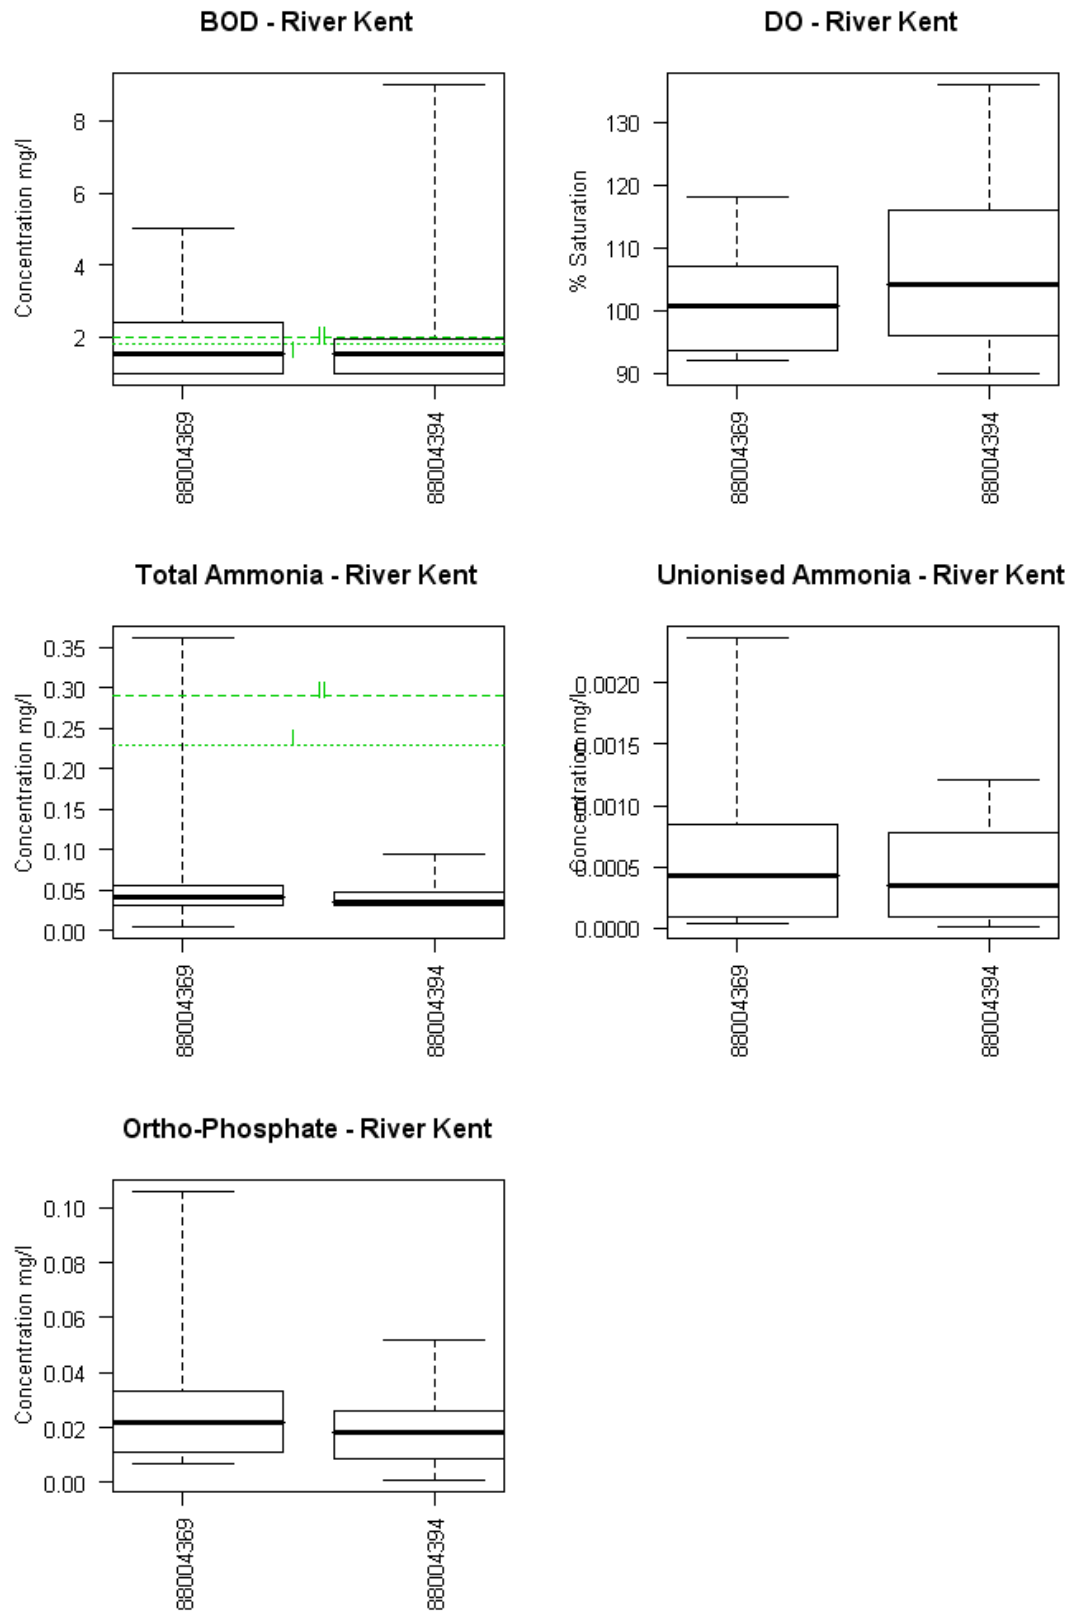 BOD - River Kent
Concentration mg/l
8
6
4
2
II
I
88004369
88004394
DO - River Kent
% Saturation
130
120
110
100
90
88004369
88004394
Total Ammonia - River Kent
Concentration mg/l
0.35
0.30
0.25
0.20
0.15
0.10
0.05
0.00
II
I
88004369
88004394
Unionised Ammonia - River Kent
Concentration mg/l
0.0020
0.0015
0.0010
0.0005
0.0000
88004369
88004394
Ortho-Phosphate - River Kent
Concentration mg/l
0.10
0.08
0.06
0.04
0.02
0.00
88004369
88004394